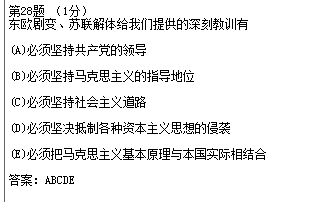 第28题 （1分）
东欧剧变、苏联解体给我们提供的深刻教训有
(A)必须坚持共产党的领导
(B)必须坚持马克思主义的指导地位
(C)必须坚持社会主义道路
(D)必须坚决抵制各种资本主义思想的侵袭
(E)必须把马克思主义基本原理与本国实际相结合
答案：ABCDE